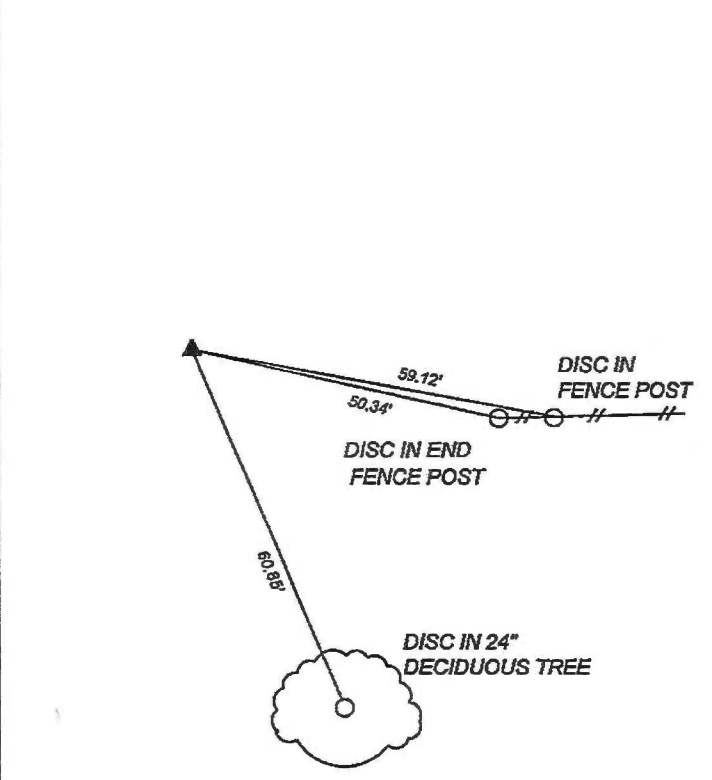 59.12'
DISC IN
FENCE POST
50.34'
DISC IN END
FENCE POST
60.85'
DISC IN 24"
DECIDUOUS TREE